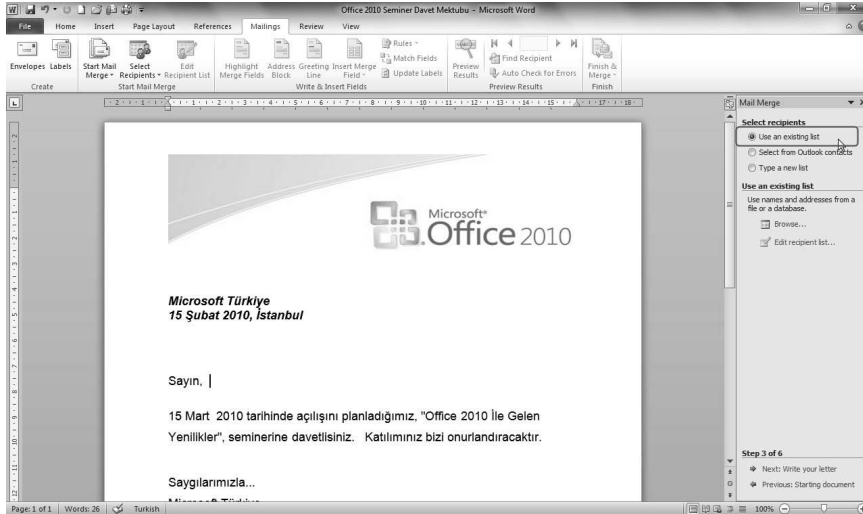 Office 2010 Seminer Davet Mektubu - Microsoft Word
File Home Insert Page Layout References Mailings Review View
Envelopes Labels
Create
Start Mail Merge Select Recipients Edit Recipient List
Start Mail Merge
Highlight Merge Fields Address Block Greeting Line Insert Merge Field
Rules
Match Fields
Update Labels
Write & Insert Fields
Preview Results
Find Recipient
Auto Check for Errors
Preview Results
Finish & Merge
Finish
Mail Merge
Select recipients
Use an existing list
Select from Outlook contacts
Type a new list
Use an existing list
Use names and addresses from a
file or a database.
Browse...
Edit recipient list...
Microsoft®
Office 2010
Microsoft Türkiye
15 Şubat 2010, İstanbul
Sayın,
15 Mart 2010 tarihinde açılışını planladığımız, "Office 2010 İle Gelen
Yenilikler", seminerine davetlisiniz. Katılımınız bizi onurlandıracaktır.
Saygılarımızla...
Microsoft Türkiye
Step 3 of 6
Next: Write your letter
Previous: Starting document
Page: 1 of 1 Words: 26 Turkish 100%